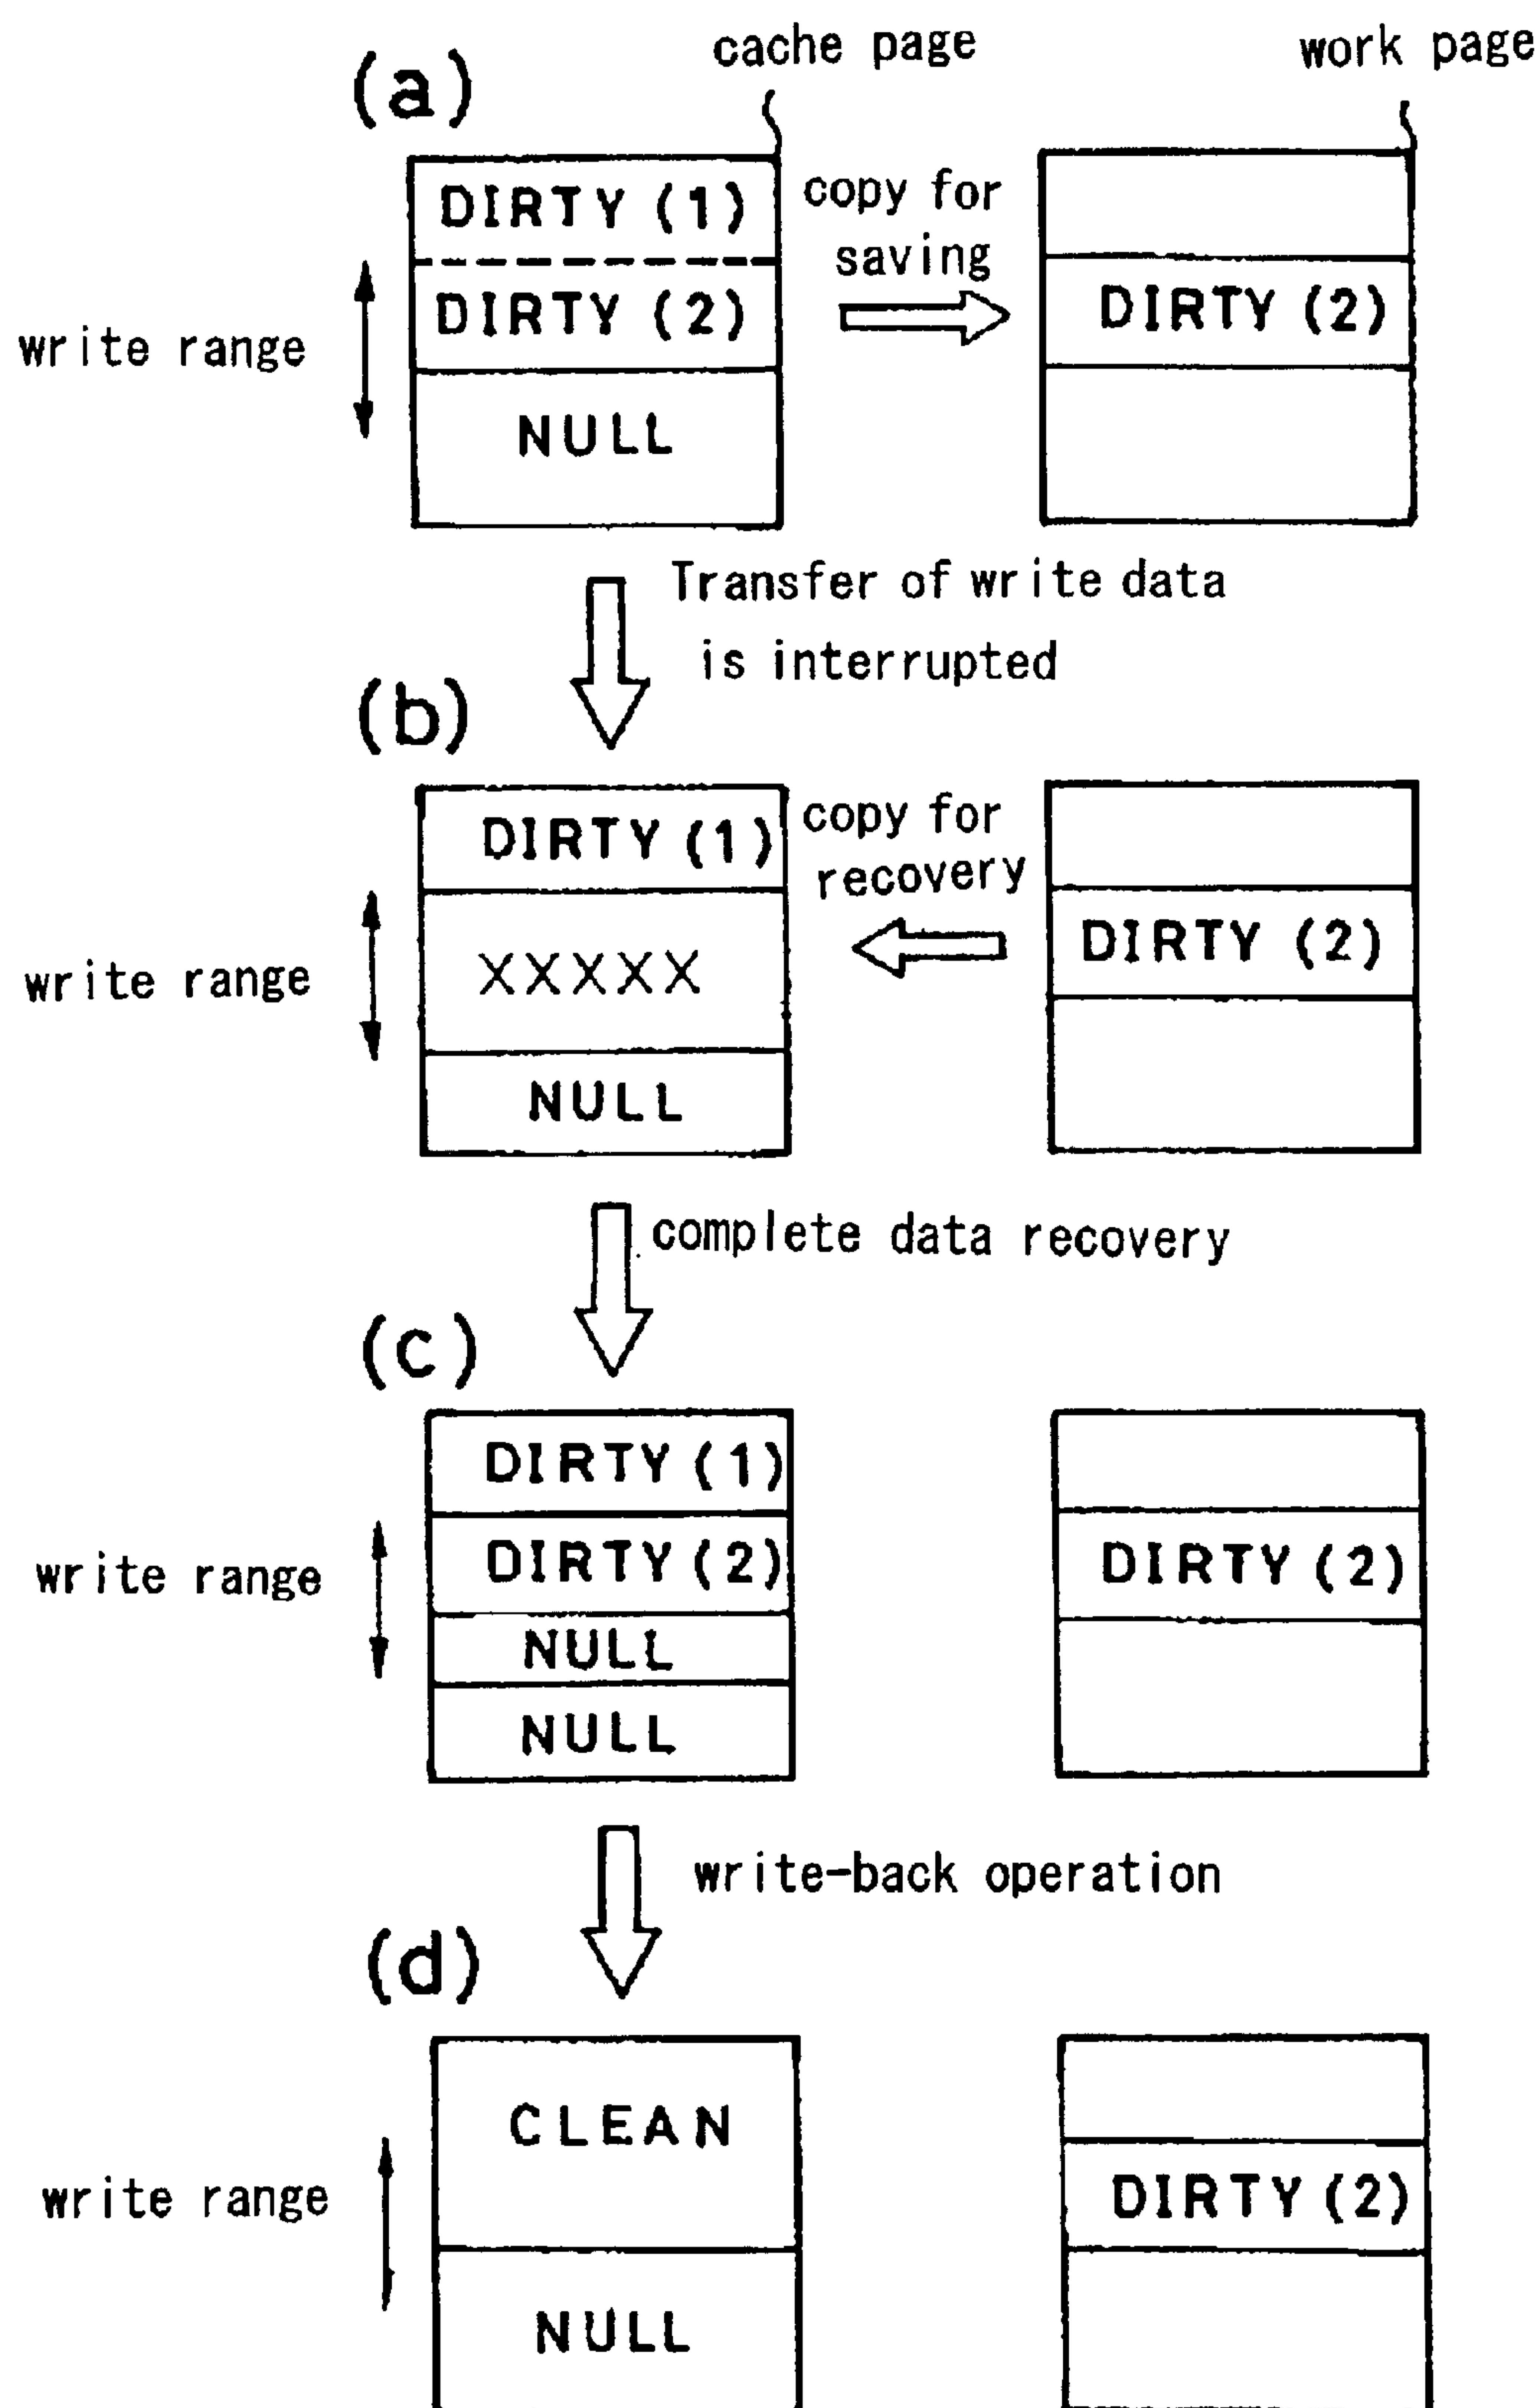 (a)
cache page
work page
DIRTY (1)
copy for
saving
write range
DIRTY (2)
DIRTY (2)
NULL
Transfer of write data
is interrupted
(b)
DIRTY (1)
copy for
recovery
write range
XXXXX
DIRTY (2)
NULL
complete data recovery
(c)
DIRTY (1)
write range
DIRTY (2)
DIRTY (2)
NULL
NULL
write-back operation
(d)
CLEAN
write range
DIRTY (2)
NULL